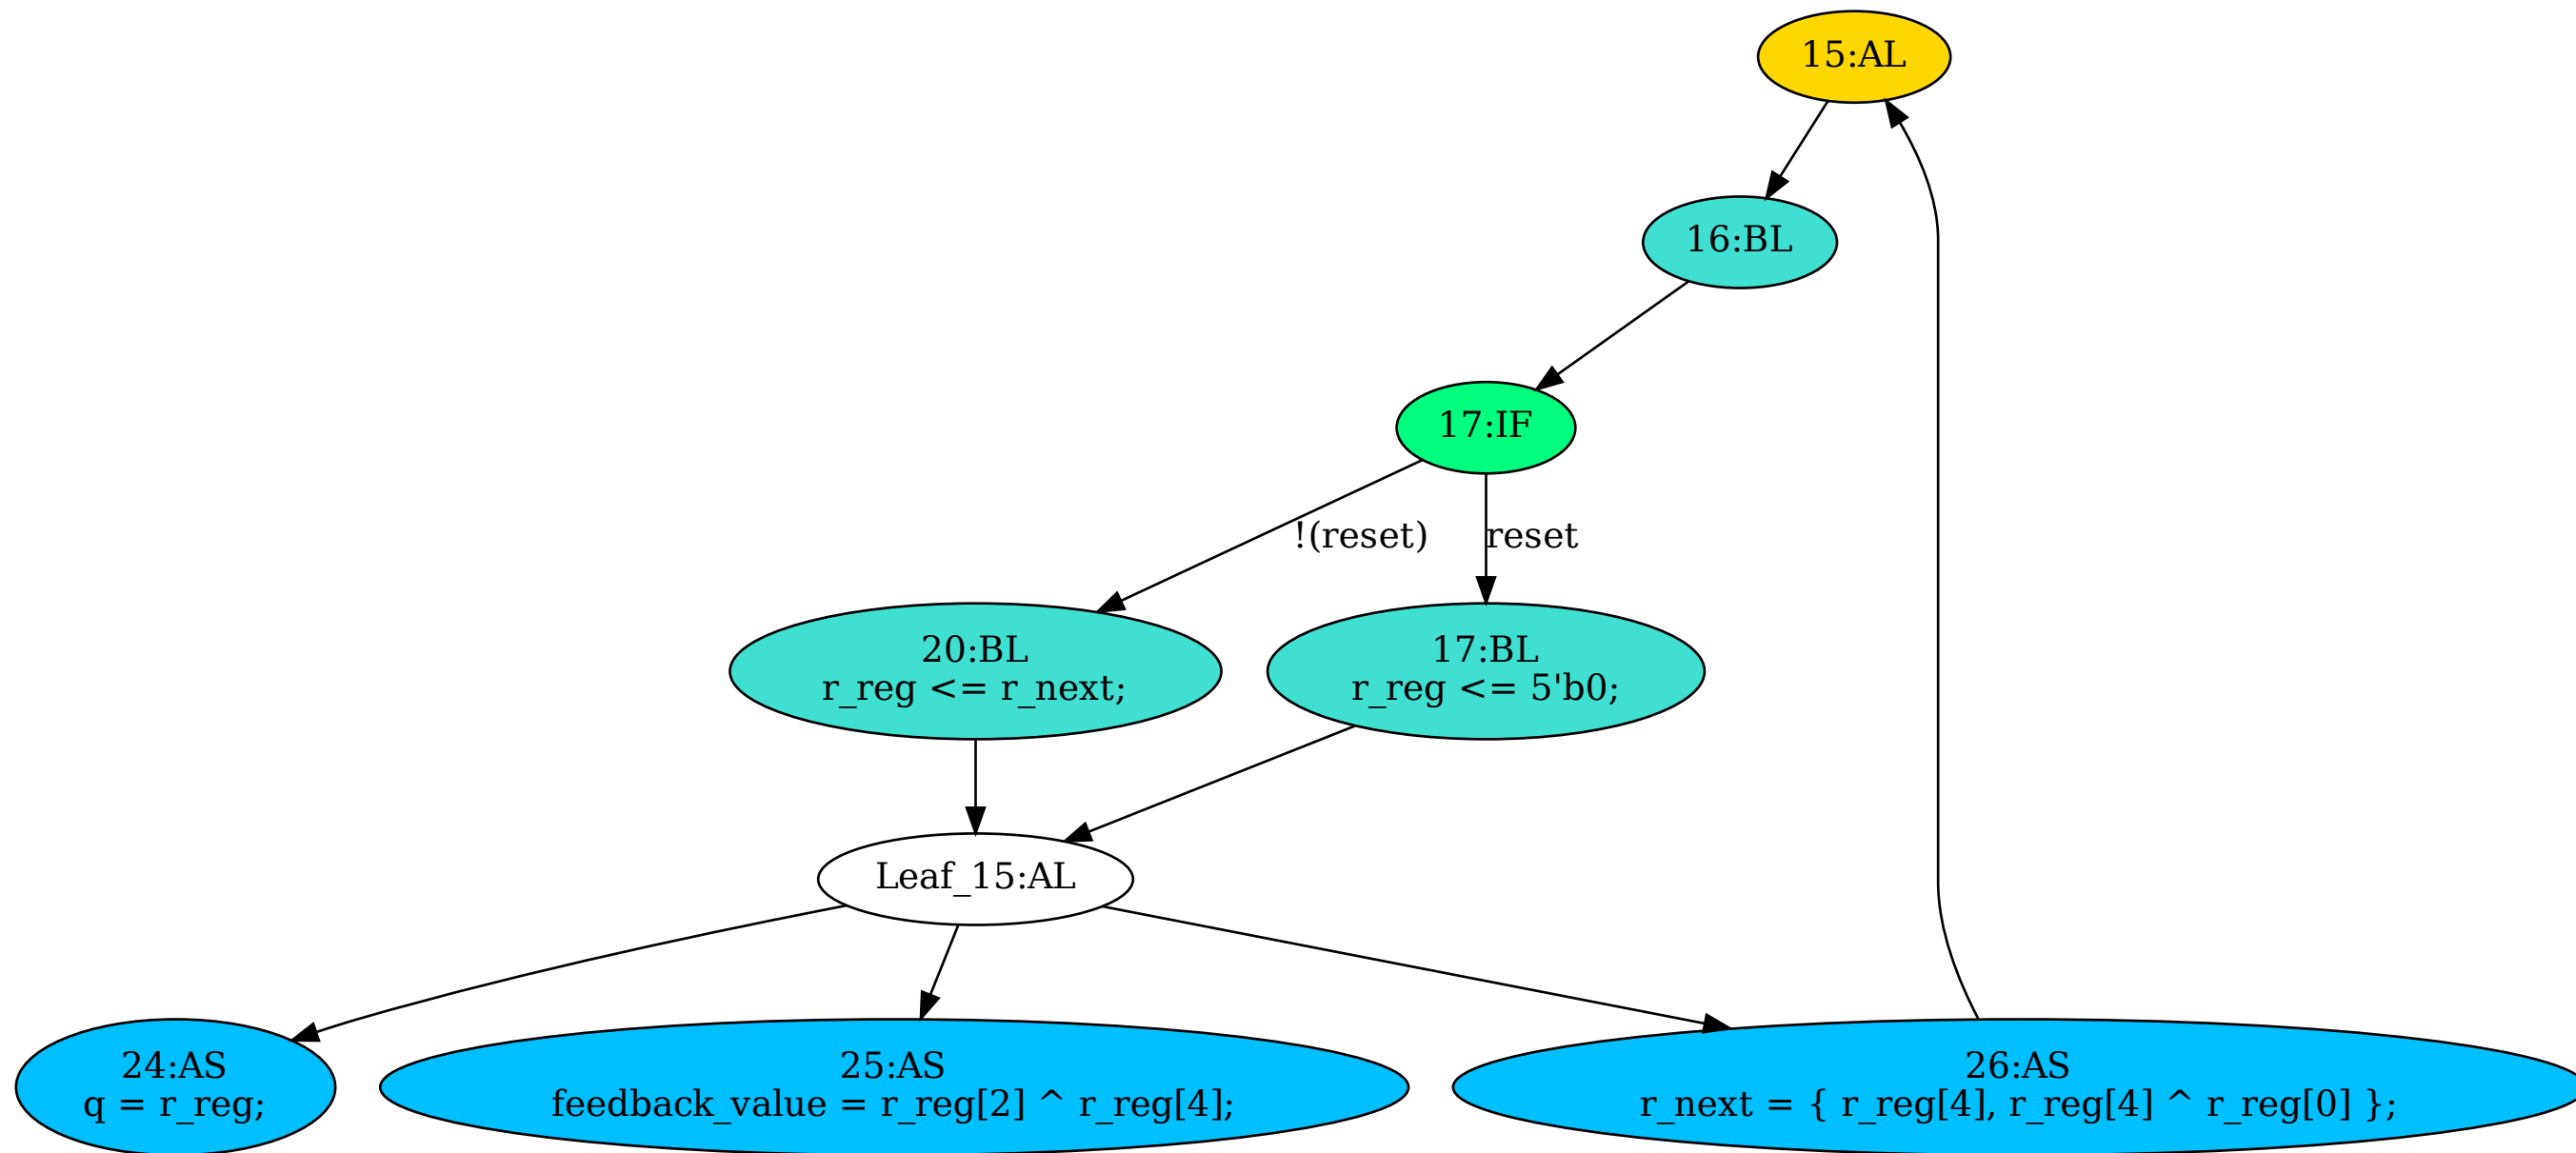 15:AL
16:BL
17:IF
!(reset)
reset
20:BL
r_reg <= r_next;
17:BL
r_reg <= 5'b0;
Leaf_15:AL
24:AS
q = r_reg;
25:AS
feedback_value = r_reg[2] ^ r_reg[4];
26:AS
r_next = { r_reg[4], r_reg[4] ^ r_reg[0] };